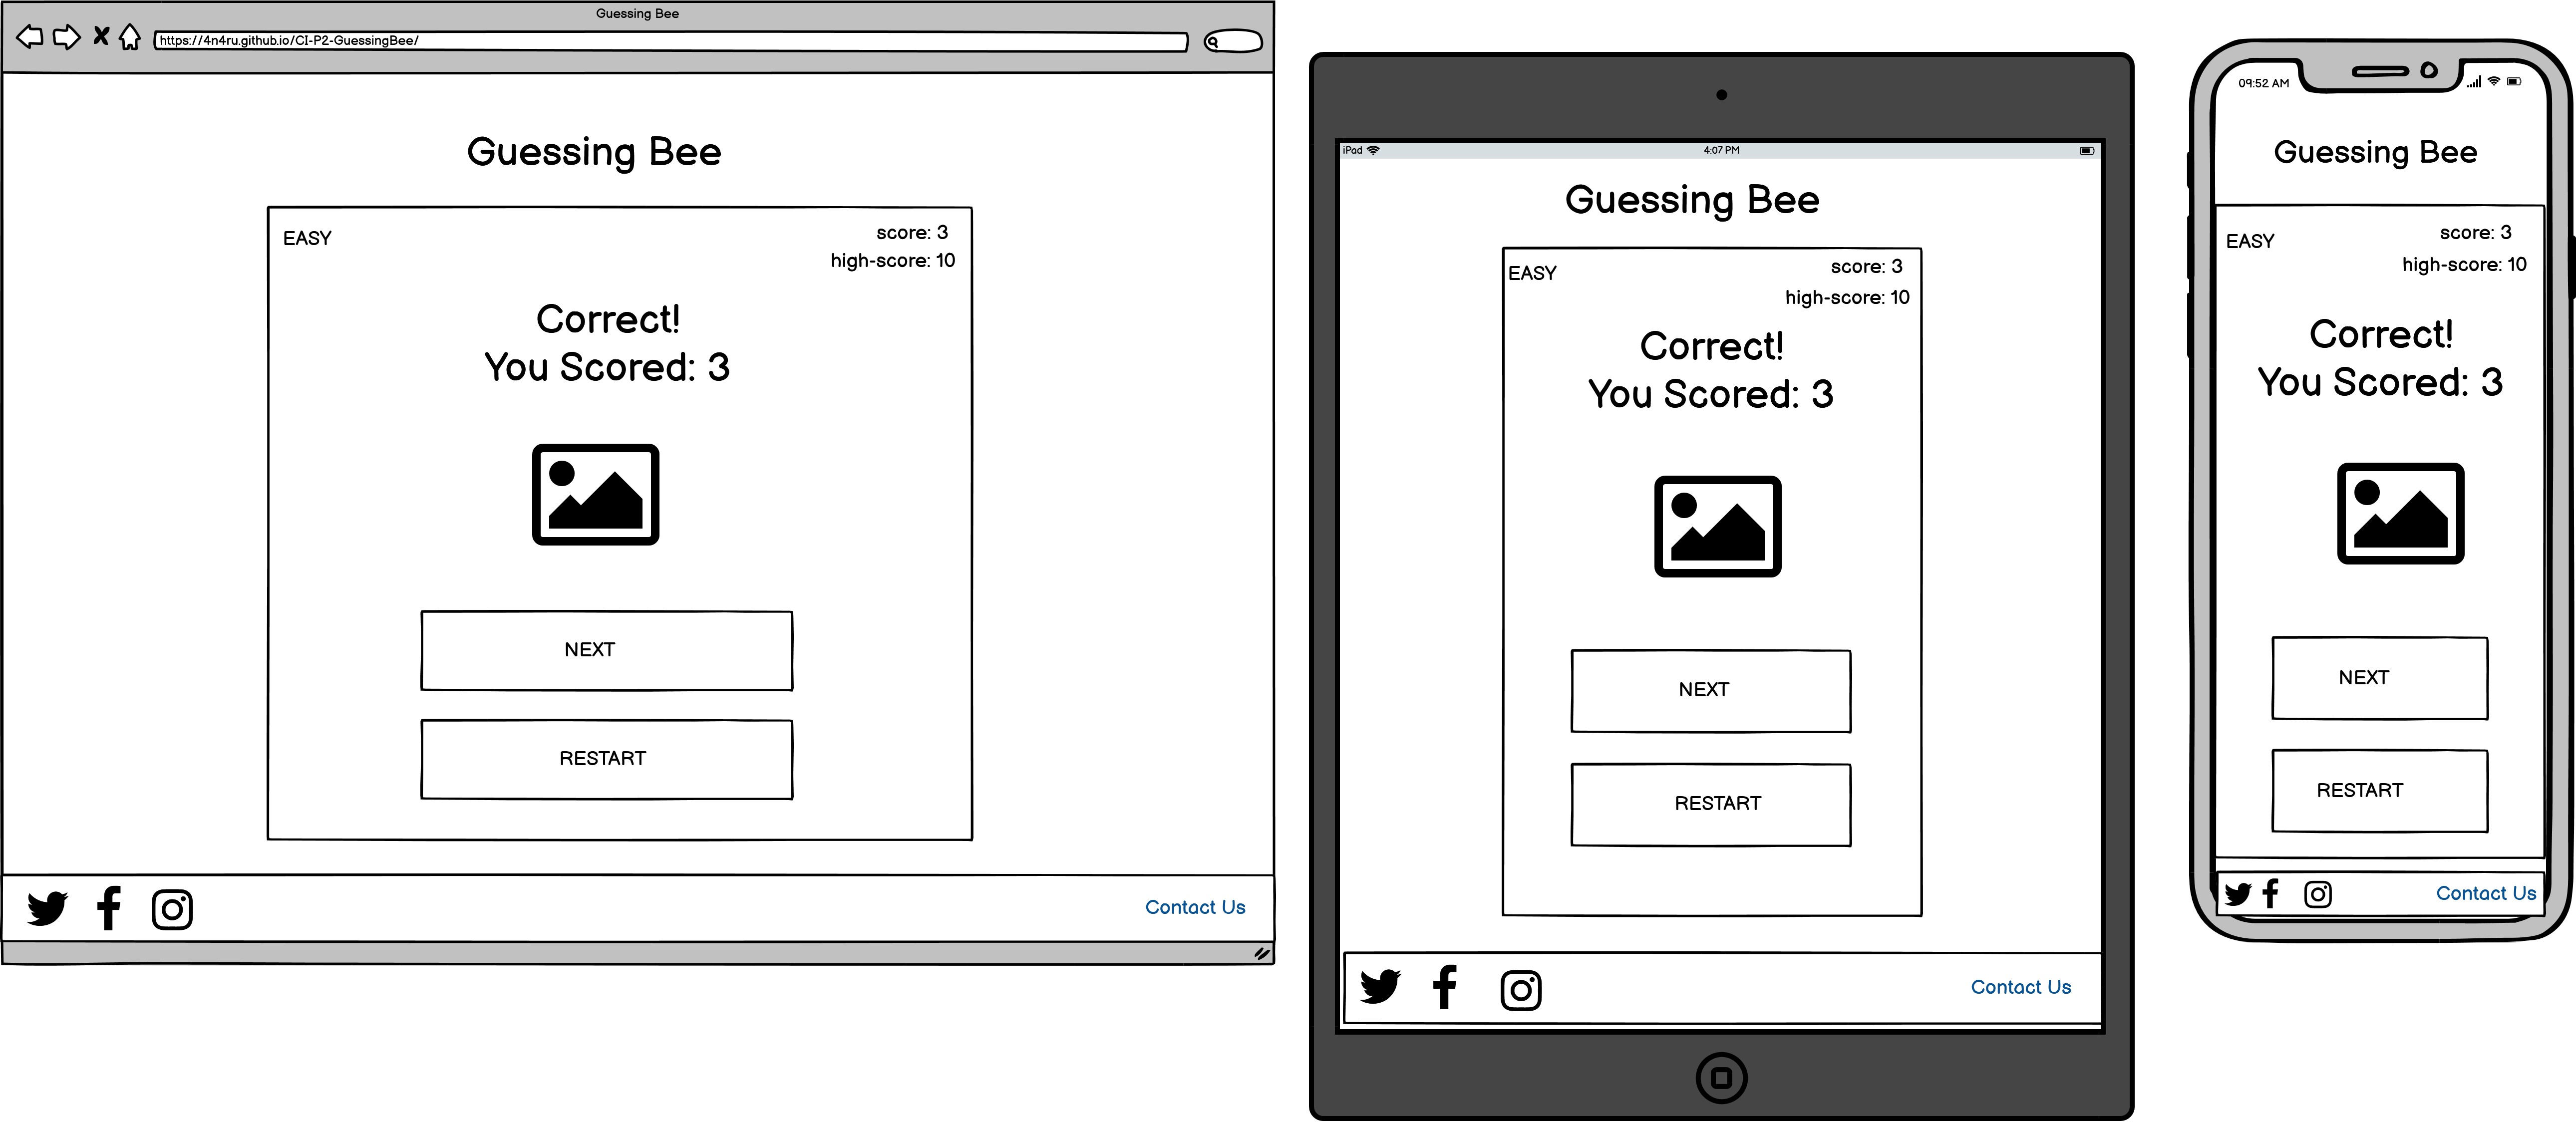 Guessing Bee
https://4n4ru.github.io/CI-P2-GuessingBee/
Guessing Bee
EASY
score: 3
high-score: 10
Correct!
You Scored: 3
NEXT
RESTART
Contact Us
iPad
4:07 PM
Guessing Bee
EASY
score: 3
high-score: 10
Correct!
You Scored: 3
NEXT
RESTART
Contact Us
09:52 AM
Guessing Bee
EASY
score: 3
high-score: 10
Correct!
You Scored: 3
NEXT
RESTART
Contact Us